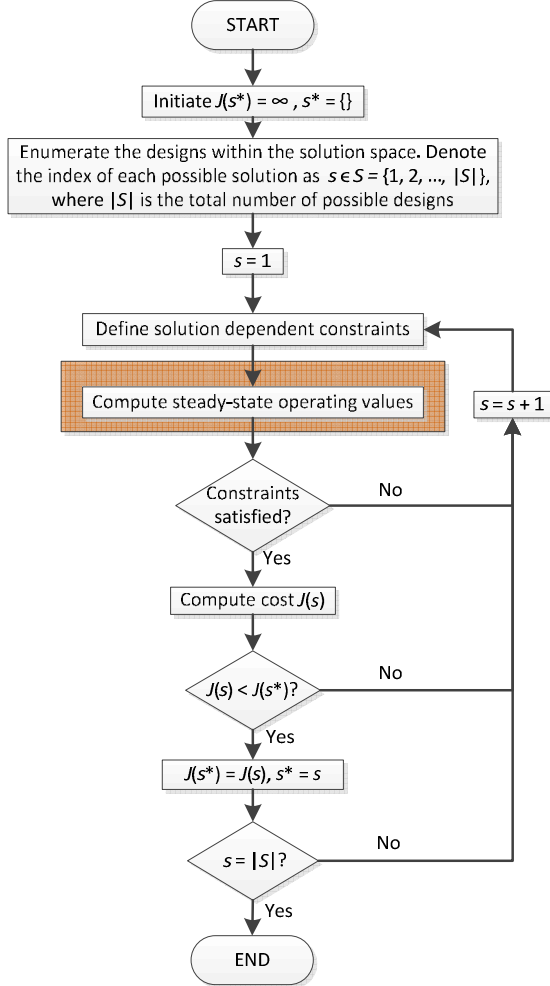 START
Initiate J(s*) = ∞ , s* = {}
Enumerate the designs within the solution space. Denote
the index of each possible solution as s ∈ S = {1, 2, ..., |S|},
where |S| is the total number of possible designs
s = 1
Define solution dependent constraints
Compute steady-state operating values
s = s + 1
Constraints
satisfied?
No
Yes
Compute cost J(s)
J(s) < J(s*)?
No
Yes
J(s*) = J(s), s* = s
s = |S|?
No
Yes
END